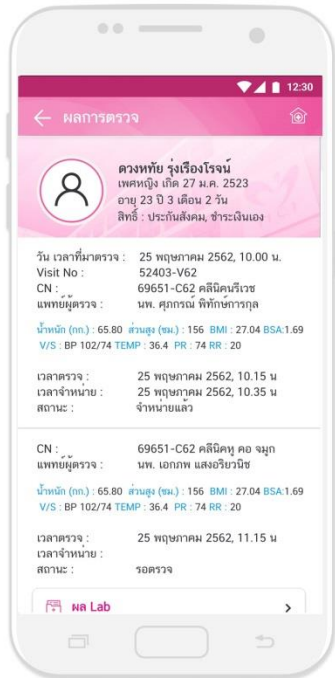 12:30
ผลการตรวจ
ดวงหทัย รุ่งเรืองโรจน์
เพศหญิง เกิด 27 ม.ค. 2523
อายุ 23 ปี 3 เดือน 2 วัน
สิทธิ์ : ประกันสังคม, ชำระเงินเอง
วัน เวลาที่มาตรวจ : 25 พฤษภาคม 2562, 10.00 น.
Visit No : 52403-V62
CN : 69651-C62 คลีนิคนรีเวช
แพทย์ผู้ตรวจ : นพ. ศุภกรณ์ พิทักษ์การกุล
น้ำหนัก (กก.) : 65.80 ส่วนสูง (ซม.) : 156 BMI : 27.04 BSA:1.69
V/S : BP 102/74 TEMP : 36.4 PR : 74 RR : 20
เวลาตรวจ : 25 พฤษภาคม 2562, 10.15 น
เวลาจำหน่าย : 25 พฤษภาคม 2562, 10.35 น
สถานะ : จำหน่ายแล้ว
CN : 69651-C62 คลีนิคหู คอ จมูก
แพทย์ผู้ตรวจ : นพ. เอกภพ แสงอริยวนิช
น้ำหนัก (กก.) : 65.80 ส่วนสูง (ซม.) : 156 BMI : 27.04 BSA:1.69
V/S : BP 102/74 TEMP : 36.4 PR : 74 RR : 20
เวลาตรวจ : 25 พฤษภาคม 2562, 11.15 น
เวลาจำหน่าย :
สถานะ : รอตรวจ
ผล Lab